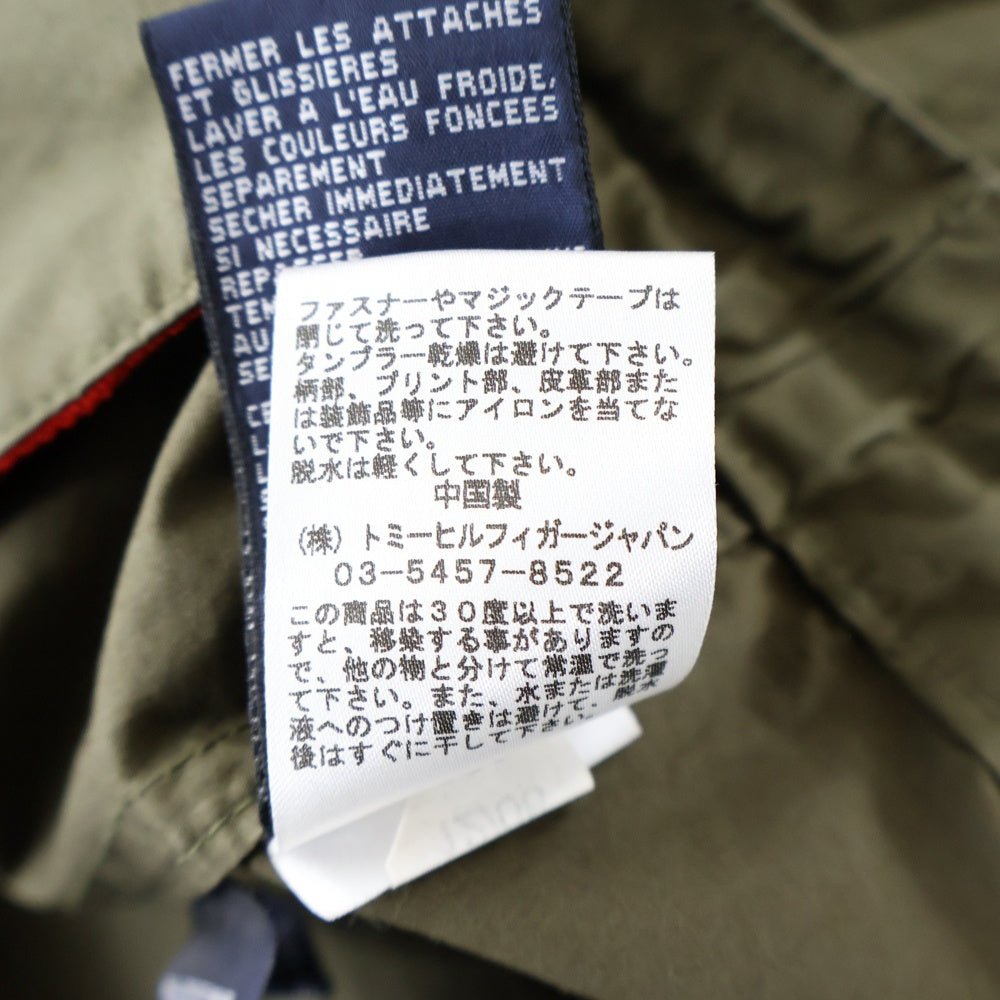 FERMER LES ATTACHES
ET GLISSIERES
LAVER A L'EAU FROIDE,
LES COULEURS FONCEES
SEPAREMENT
SECHER IMMEDIATEMENT
SI NECESSAIRE
ファスナーやマジックテープは
閉じて洗って下さい。
タンブラー乾燥は避けて下さい。
柄部、プリント部、皮革部また
は装飾品等にアイロンを当てな
いで下さい。
脱水は軽くして下さい。
中国製
(株) トミーヒルフィガージャパン
03-5457-8522
この商品は30度以上で洗いま
すと、移染する事がありますの
で、他の物と分けて常温で洗っ
て下さい。また、水または洗濯
液へのつけ置きは避けて、脱水
後はすぐに干して下さい。